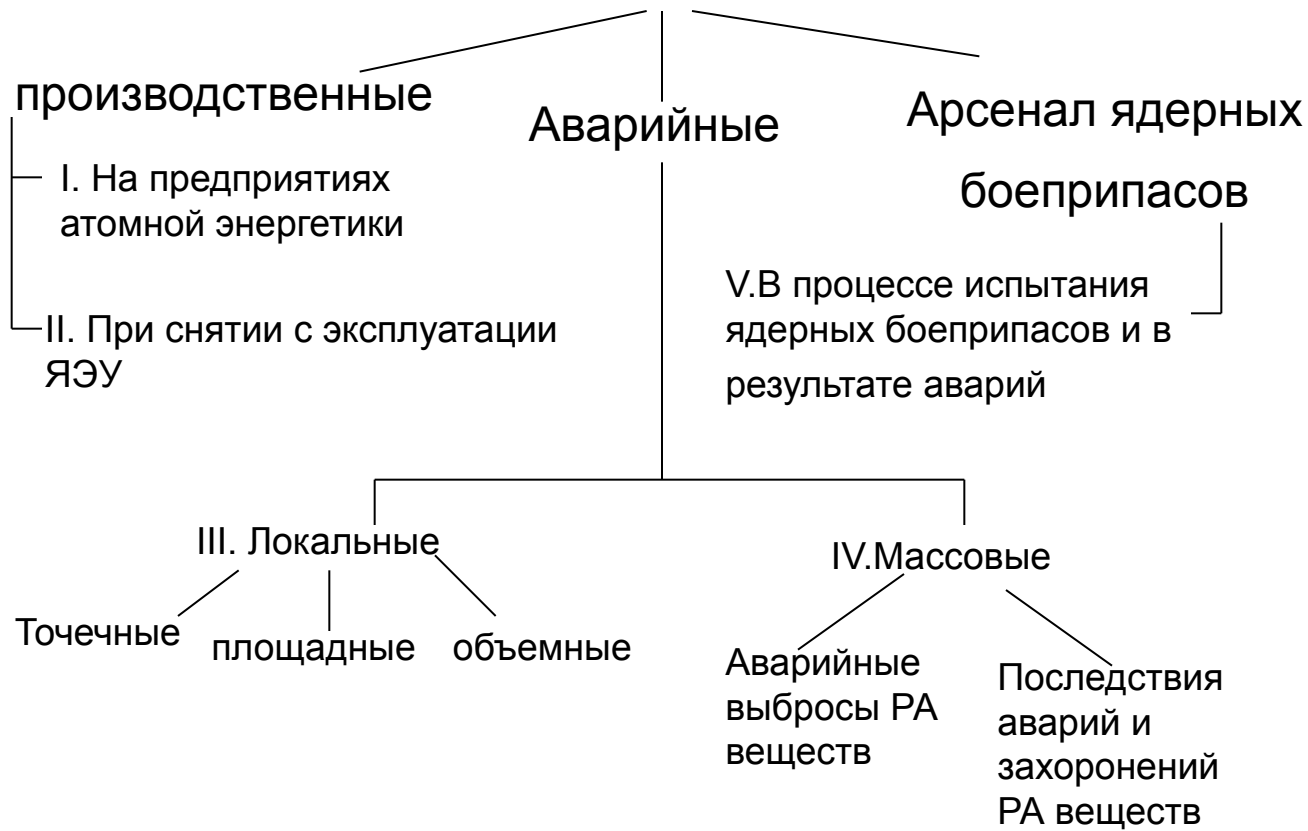 производственные
Аварийные
Арсенал ядерных
боеприпасов
I. На предприятиях
атомной энергетики
II. При снятии с эксплуатации
ЯЭУ
V.В процессе испытания
ядерных боеприпасов и в
результате аварий
III. Локальные
IV.Массовые
Точечные
площадные
объемные
Аварийные
выбросы РА
веществ
Последствия
аварий и
захоронений
РА веществ